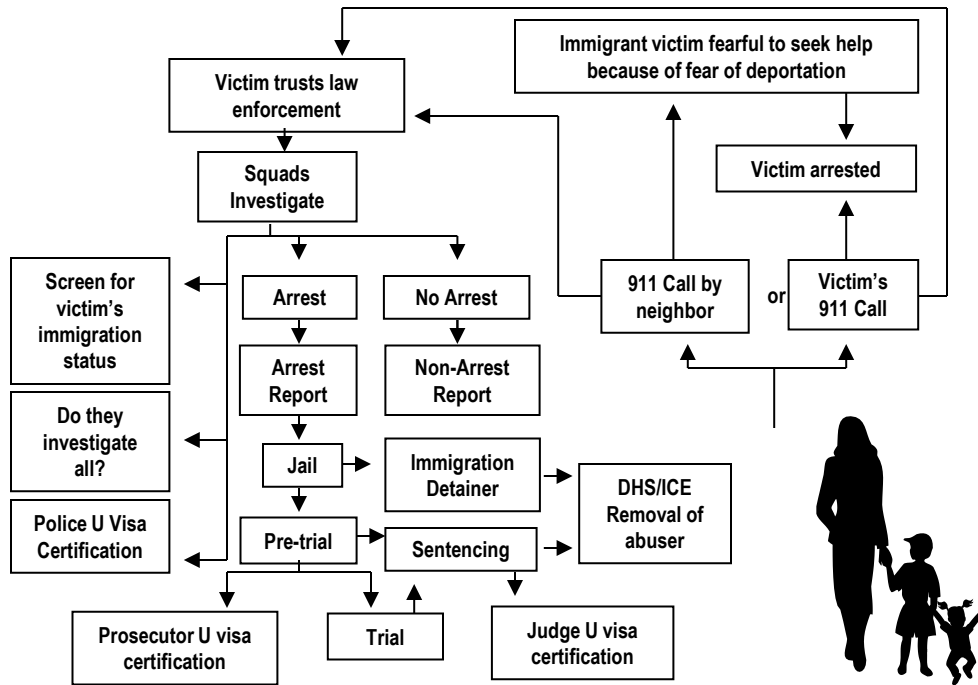 Immigrant victim fearful to seek help
because of fear of deportation
Victim trusts law
enforcement
Victim arrested
Squads
Investigate
Screen for
victim's
immigration
status
Arrest
No Arrest
911 Call by
neighbor
or
Victim's
911 Call
Arrest
Report
Non-Arrest
Report
Do they
investigate
all?
Jail
Immigration
Detainer
DHS/ICE
Removal of
abuser
Police U Visa
Certification
Pre-trial
Sentencing
Prosecutor U visa
certification
Trial
Judge U visa
certification